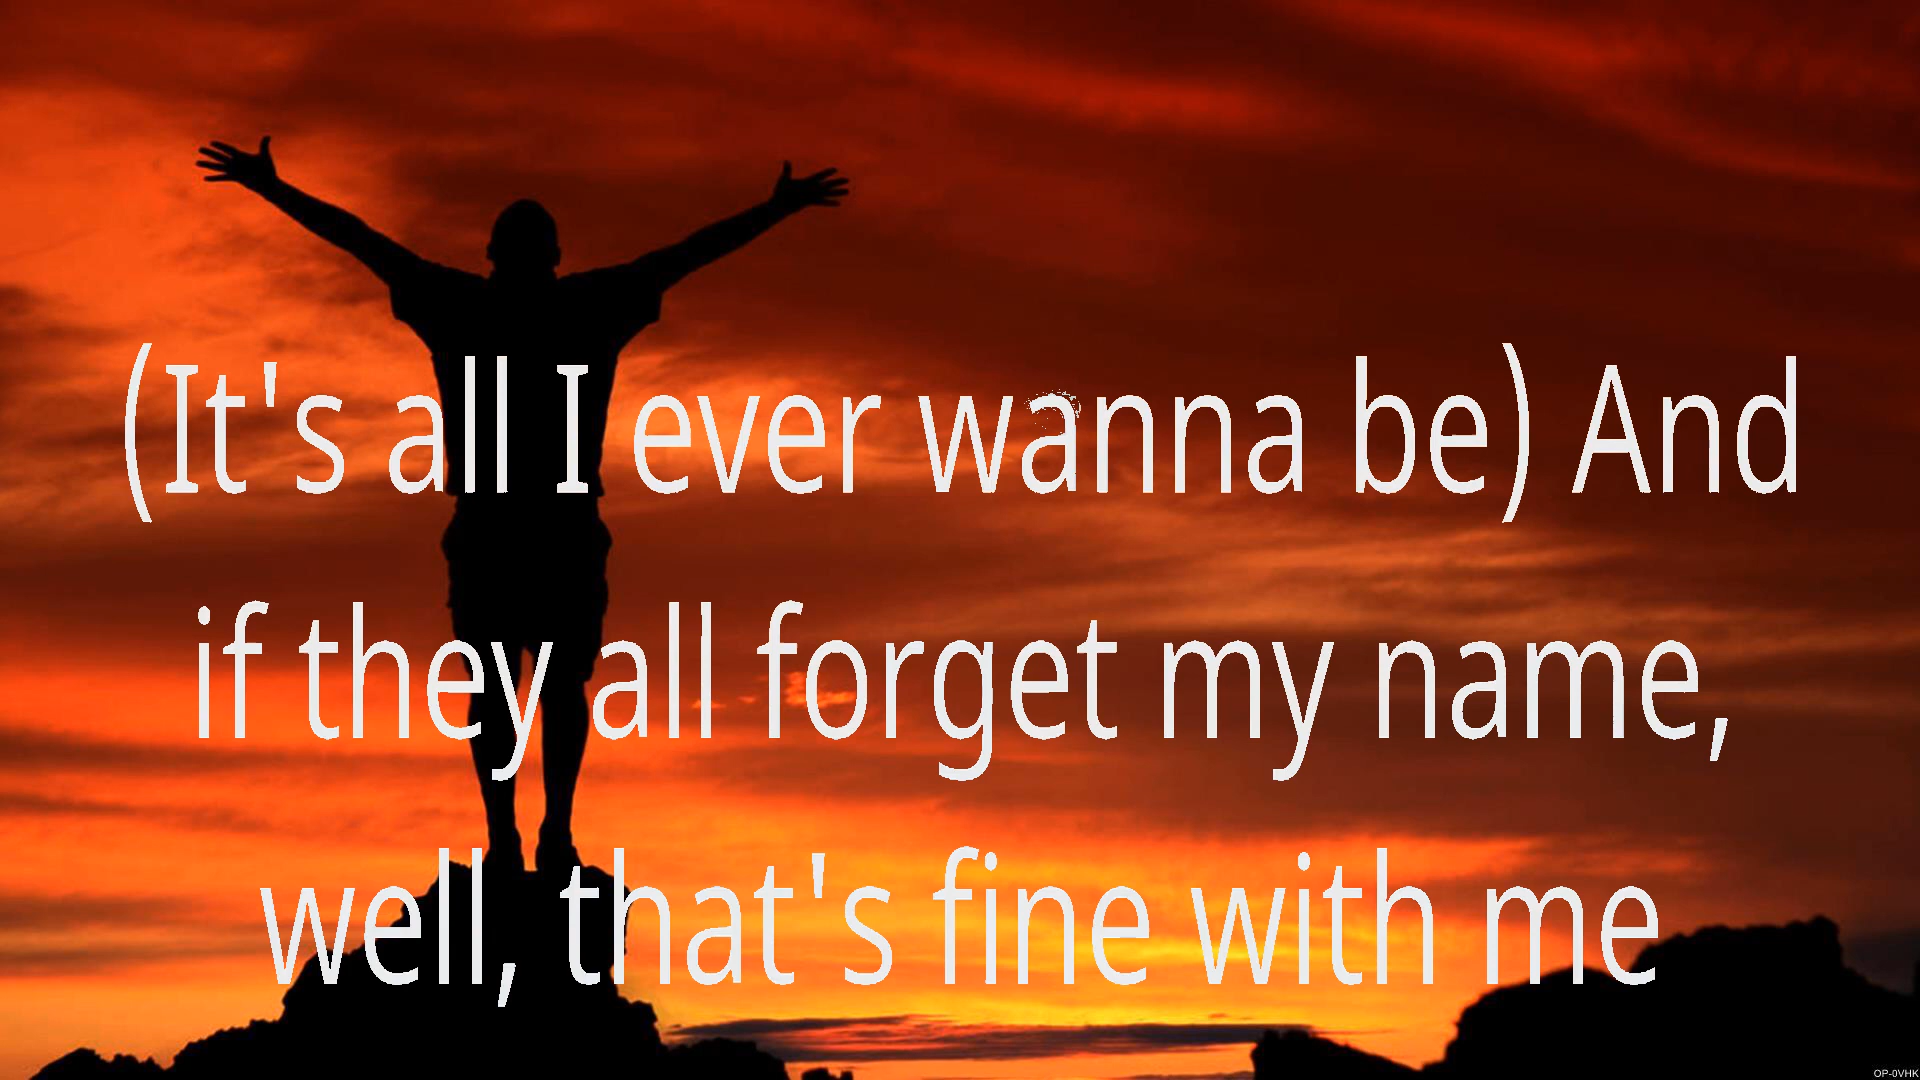 (It's all I ever wanna be) And
if they all forget my name,
well, that's fine with me
OP-0VHK